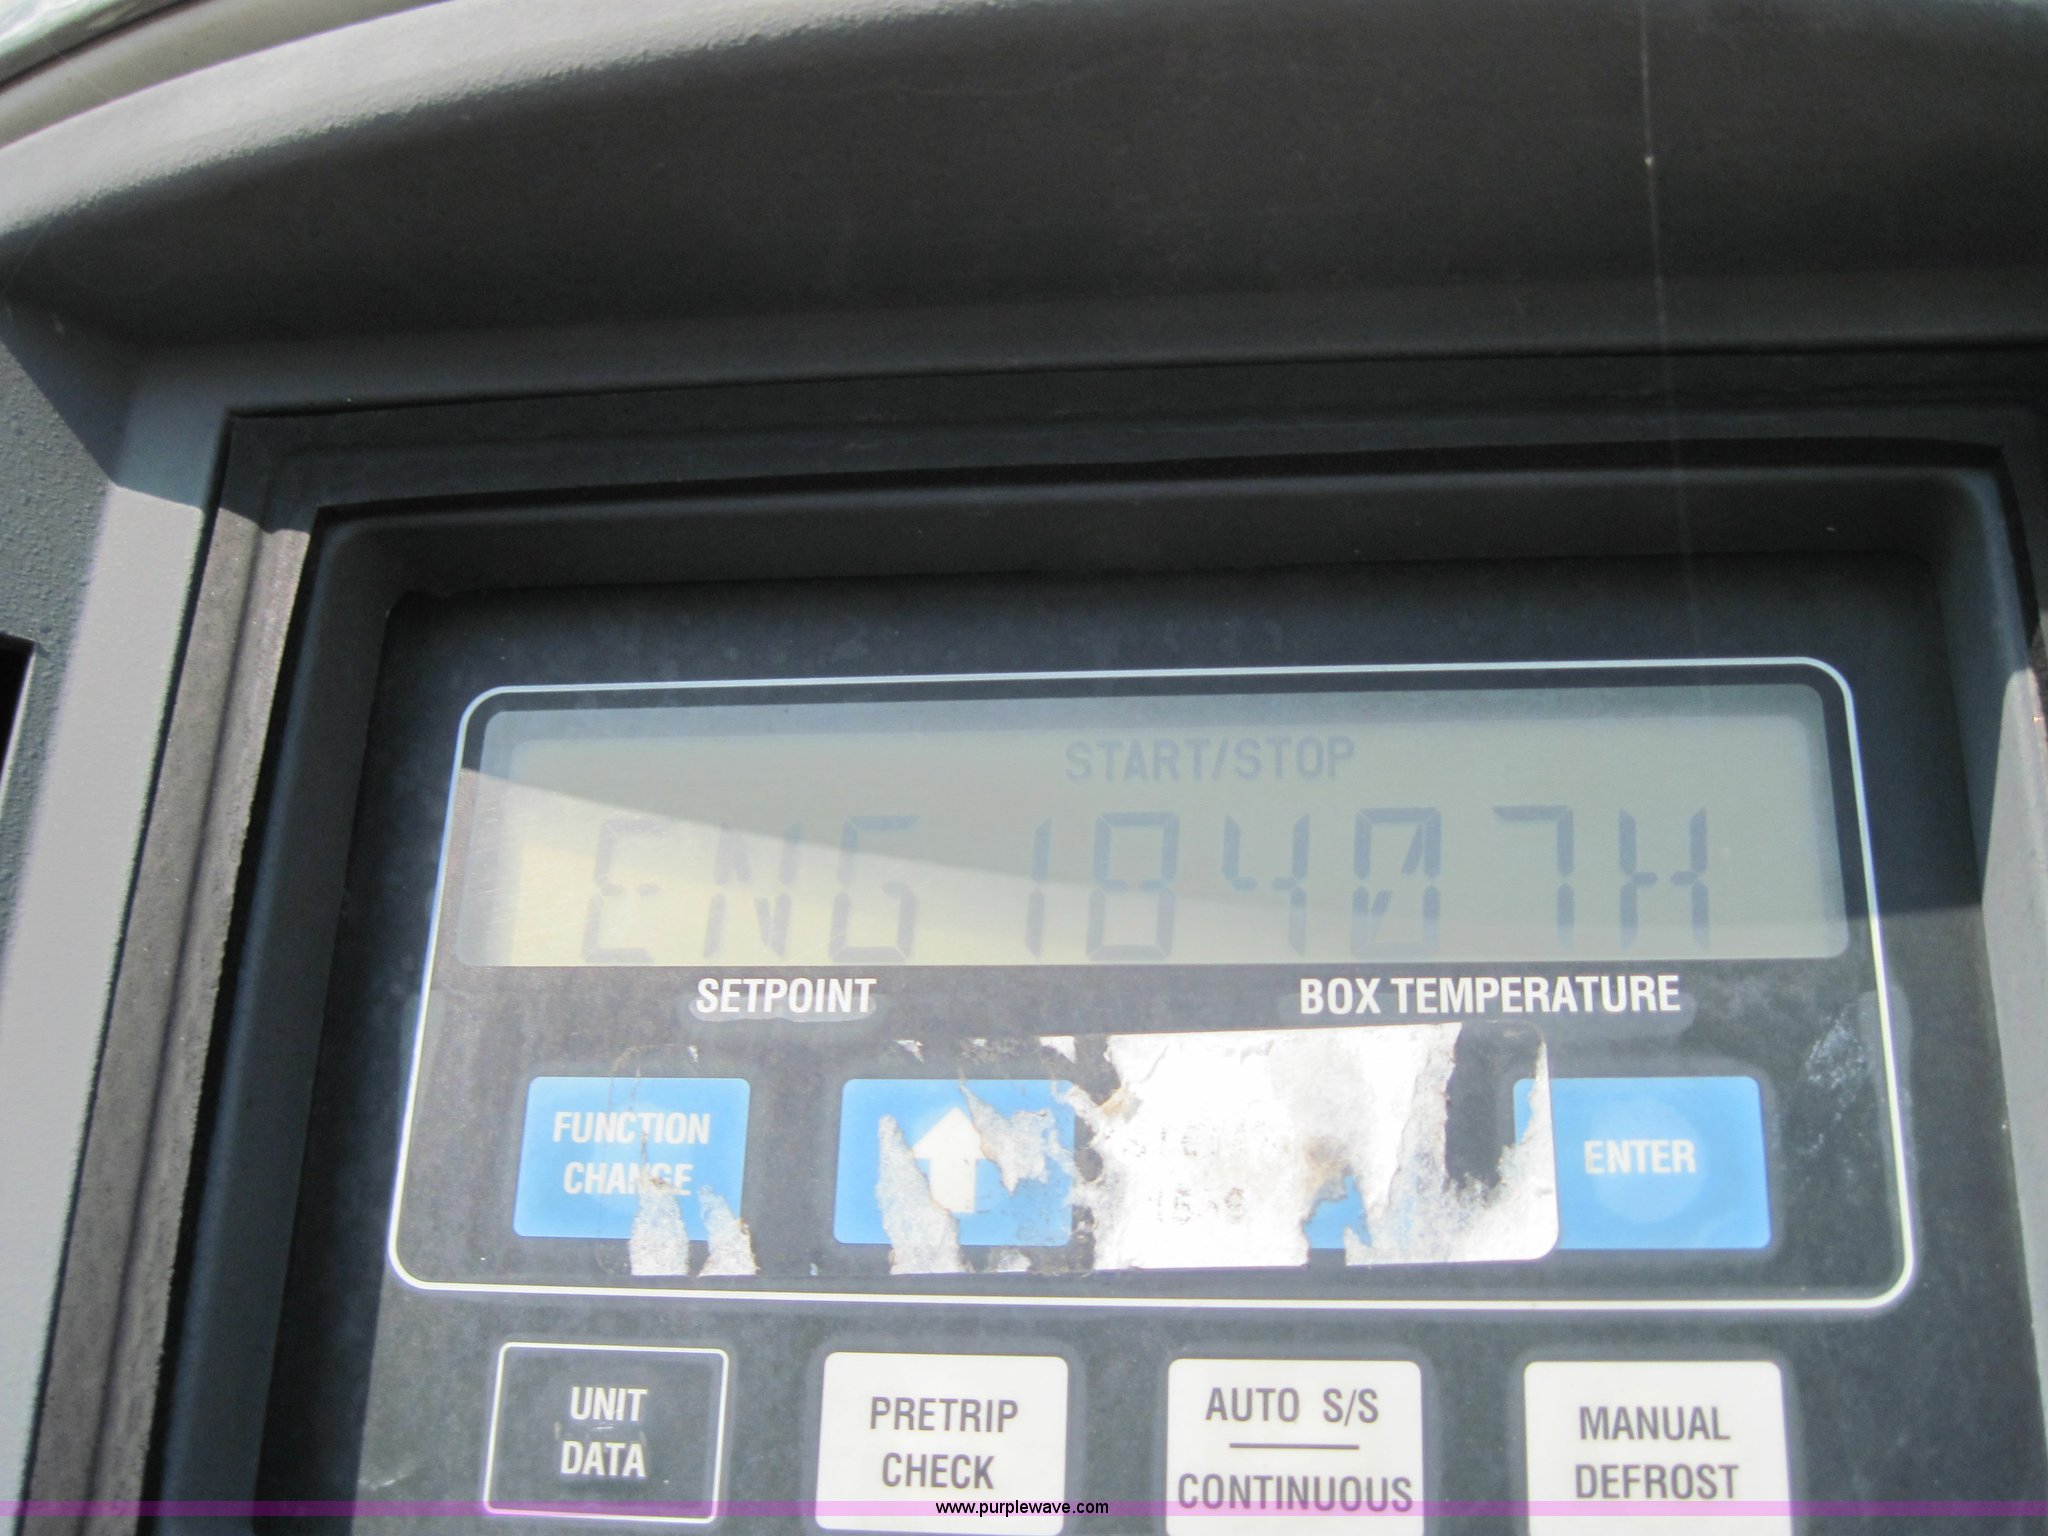 START/STOP
ENG 18407H
SETPOINT BOX TEMPERATURE
FUNCTION
CHANGE
ENTER
UNIT
DATA
PRETRIP
CHECK
AUTO S/S
CONTINUOUS
MANUAL
DEFROST
www.purplewave.com